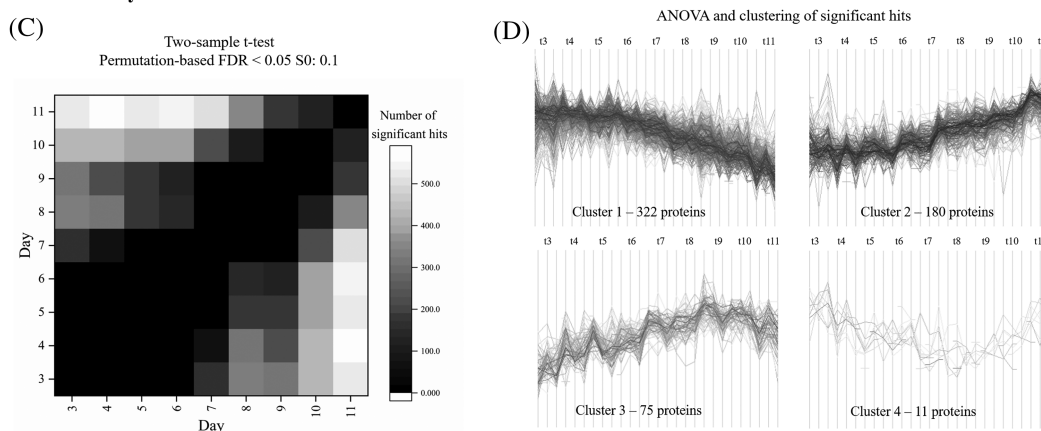 (C)
Two-sample t-test
Permutation-based FDR < 0.05 S0: 0.1
Number of
significant hits
11
10
9
8
7
6
5
4
3
Day
3 4 5 6 7 8 9 10 11
Day
500.0
400.0
300.0
200.0
100.0
0.000
(D)
ANOVA and clustering of significant hits
t3 t4 t5 t6 t7 t8 t9 t10 t11
Cluster 1 – 322 proteins
t3 t4 t5 t6 t7 t8 t9 t10 t
Cluster 2 – 180 proteins
t3 t4 t5 t6 t7 t8 t9 t10 t11
Cluster 3 – 75 proteins
t3 t4 t5 t6 t7 t8 t9 t10 t1
Cluster 4 – 11 proteins